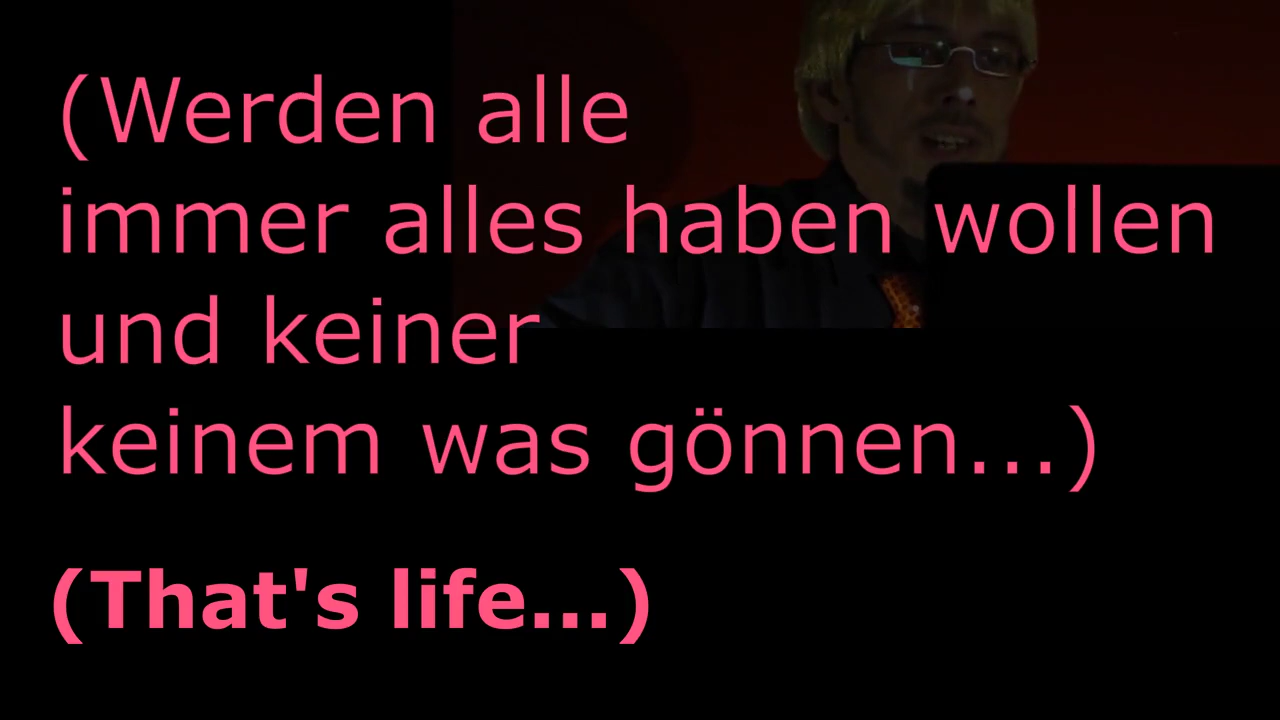 (Werden alle
immer alles haben wollen
und keiner
keinem was gönnen...)
(That's life...)